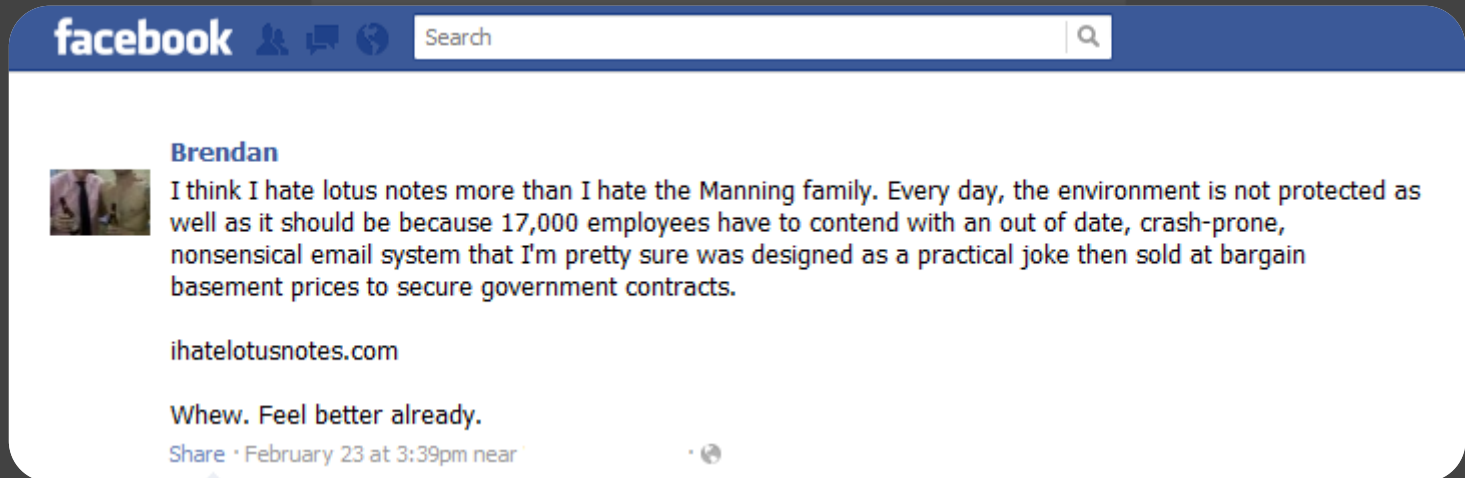 facebook
Search
Brendan
I think I hate lotus notes more than I hate the Manning family. Every day, the environment is not protected as
well as it should be because 17,000 employees have to contend with an out of date, crash-prone,
nonsensical email system that I'm pretty sure was designed as a practical joke then sold at bargain
basement prices to secure government contracts.
ihatelotusnotes.com
Whew. Feel better already.
Share · February 23 at 3:39pm near ·